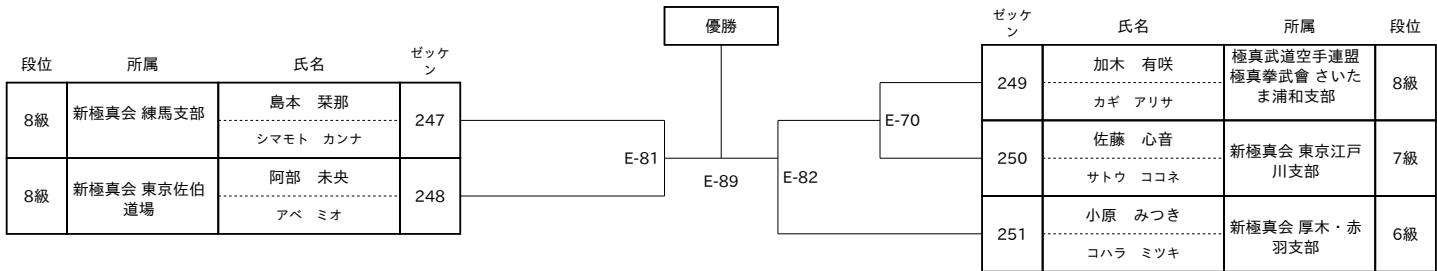 優勝
段位 所属 氏名 ゼッケ
ン
8級 新極真会 練馬支部 島本 栞那 247
シマモト カンナ
8級 新極真会 東京佐伯
道場 阿部 未央 248
アベ ミオ
E-81
E-89
E-82
E-70
ゼッケ
ン 氏名 所属 段位
249 加木 有咲 極真武道空手連盟
極真拳武會 さいた
ま浦和支部 8級
カギ アリサ
250 佐藤 心音 新極真会 東京江戸
川支部 7級
サトウ ココネ
251 小原 みつき 新極真会 厚木・赤
羽支部 6級
コハラ ミツキ